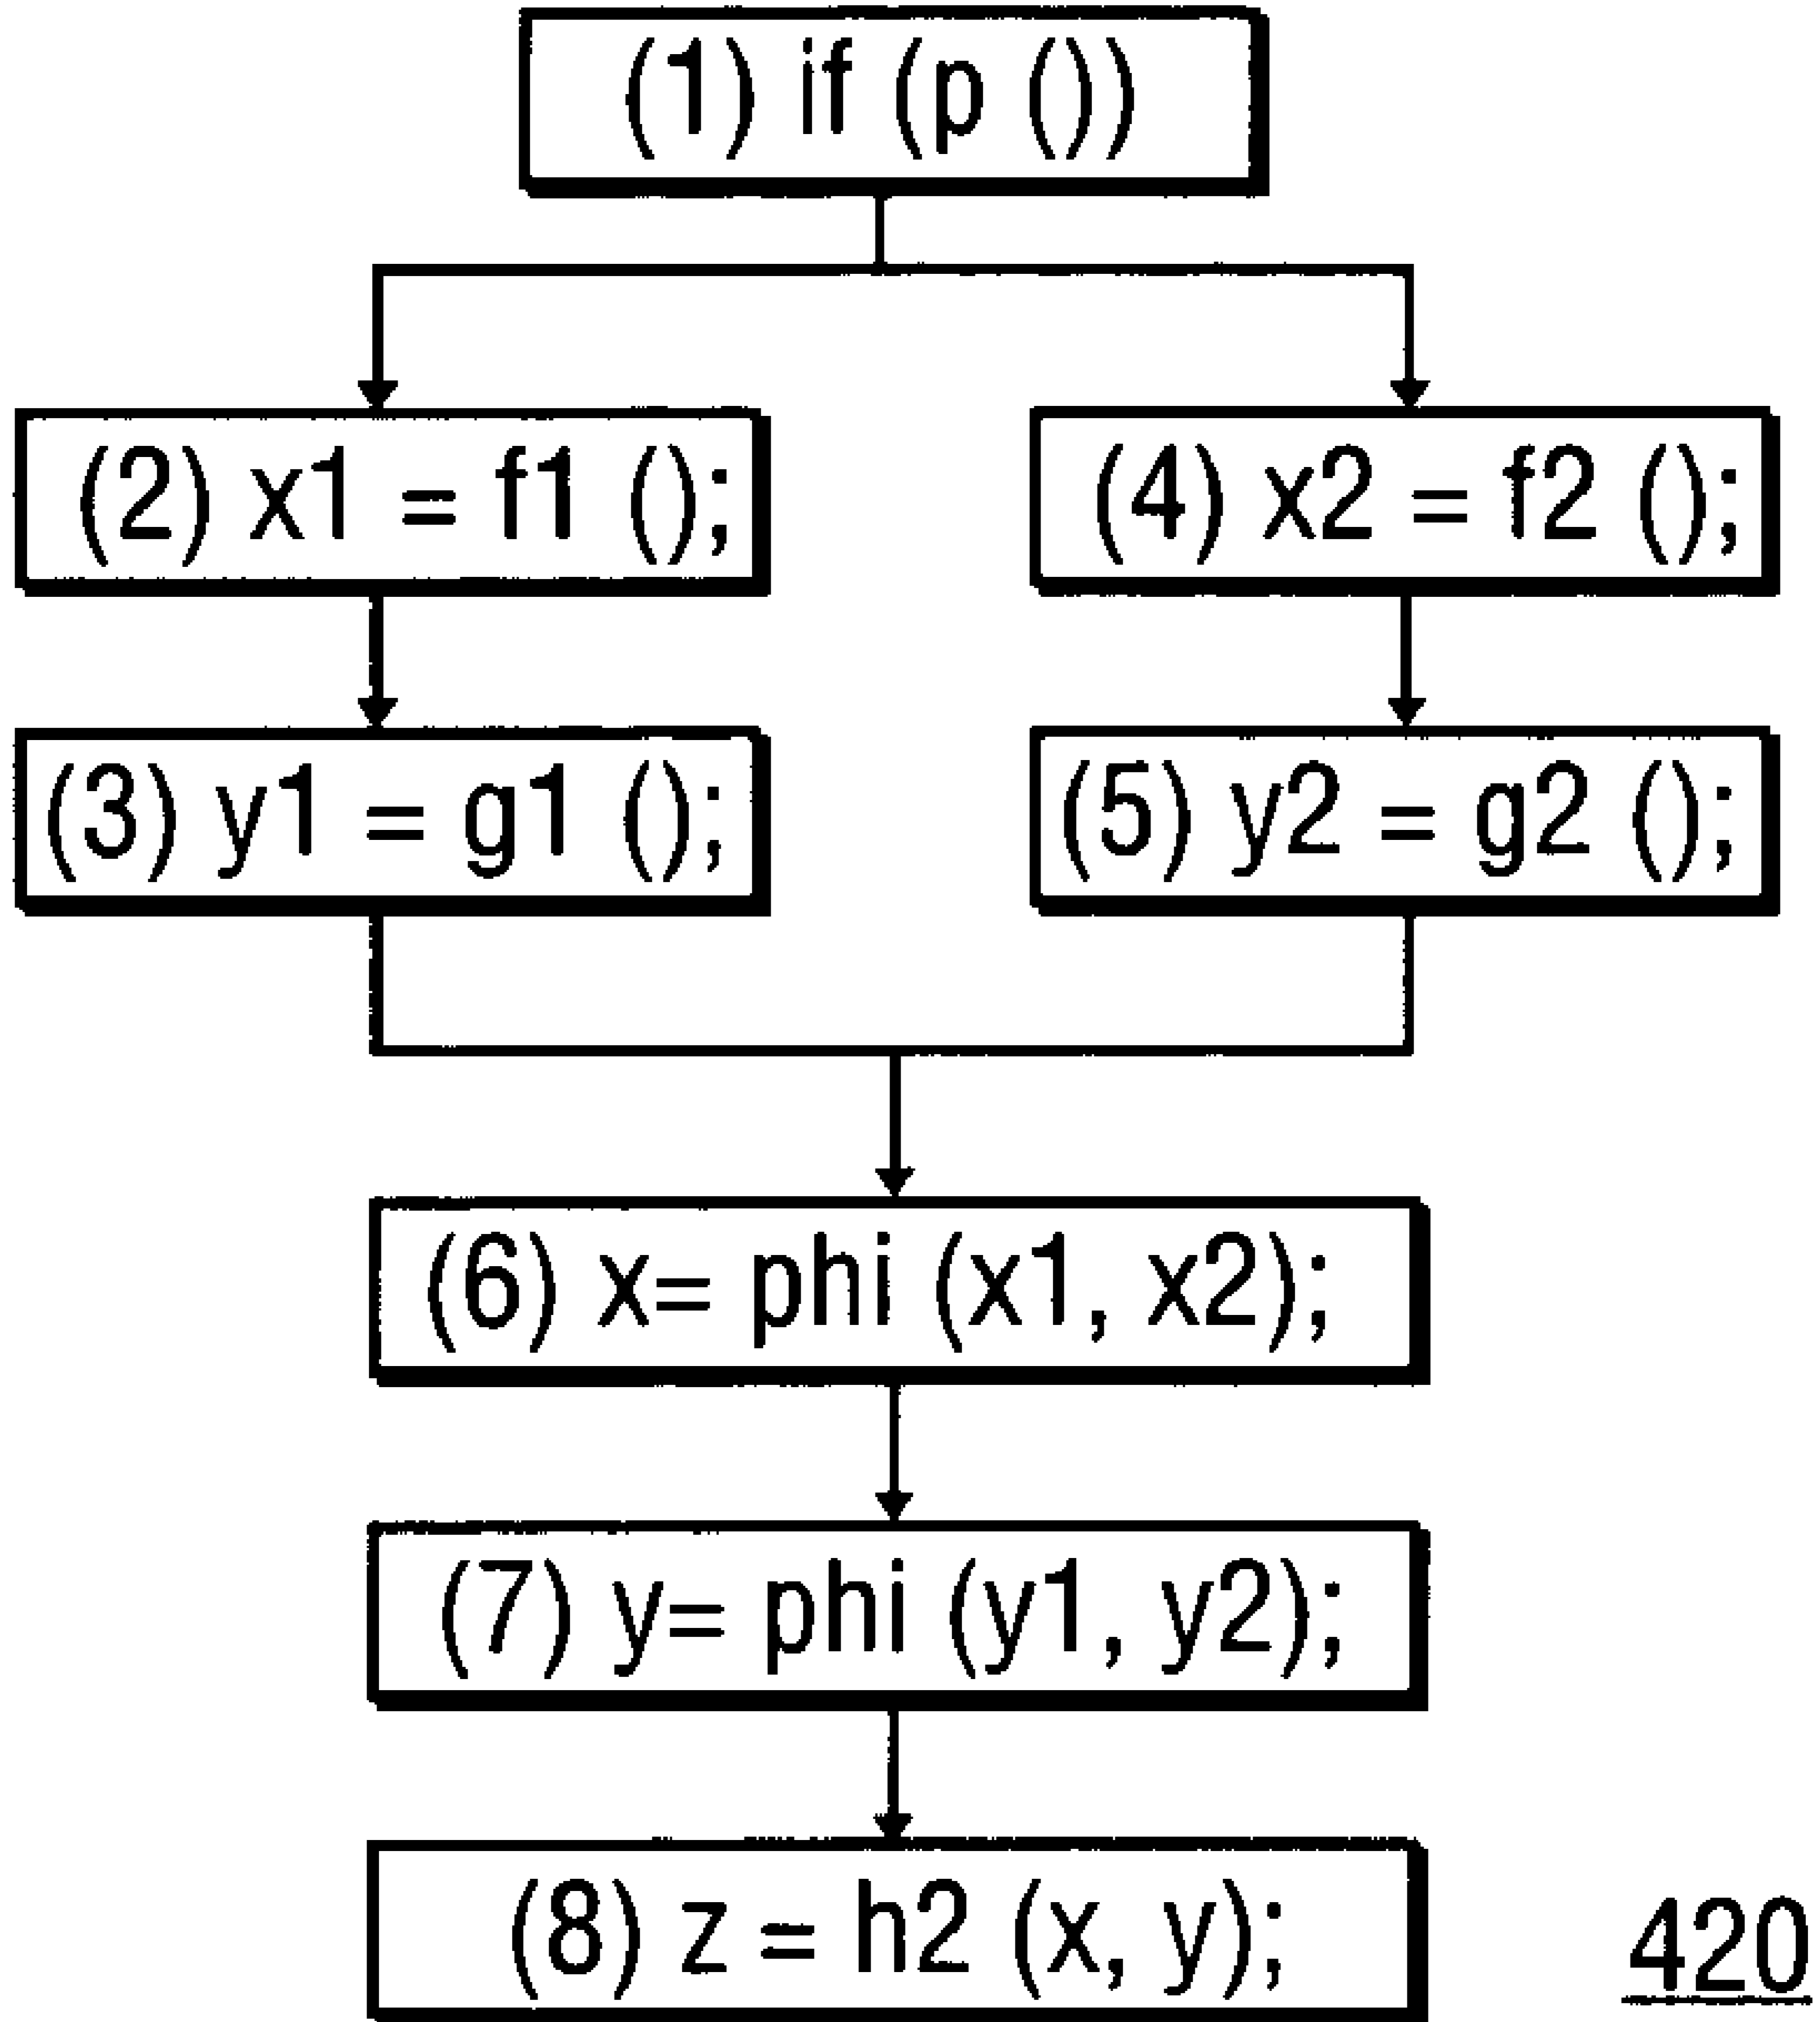 (1) if (p ())
(2) x1 = f1 ();
(4) x2 = f2 ();
(3) y1 = g1 ();
(5) y2 = g2 ();
(6) x= phi (x1, x2);
(7) y= phi (y1, y2);
(8) z = h2 (x, y);
420